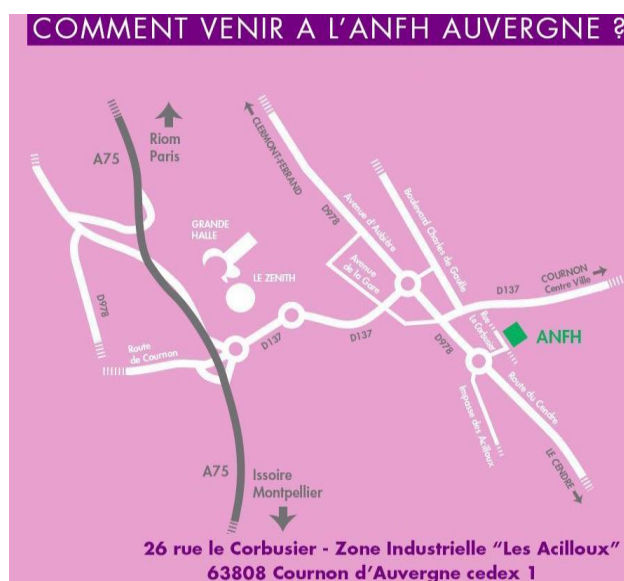 COMMENT VENIR A L'ANFH AUVERGNE ?
A75
Riom
Paris
CLERMONT-FERRAND
D978
Avenue d'Aubière
Boulevard Charles de Gaulle
GRANDE
HALLE
LE ZENITH
Avenue
de la Gare
COURNON
Centre Ville
D137
D978
Route
de Cournon
D137
D137
D978
Rue
Le Corbusier
ANFH
Route du Cendre
Impasse des Acilloux
LE CENDRE
A75
Issoire
Montpellier
26 rue le Corbusier - Zone Industrielle "Les Acilloux"
63808 Cournon d'Auvergne cedex 1